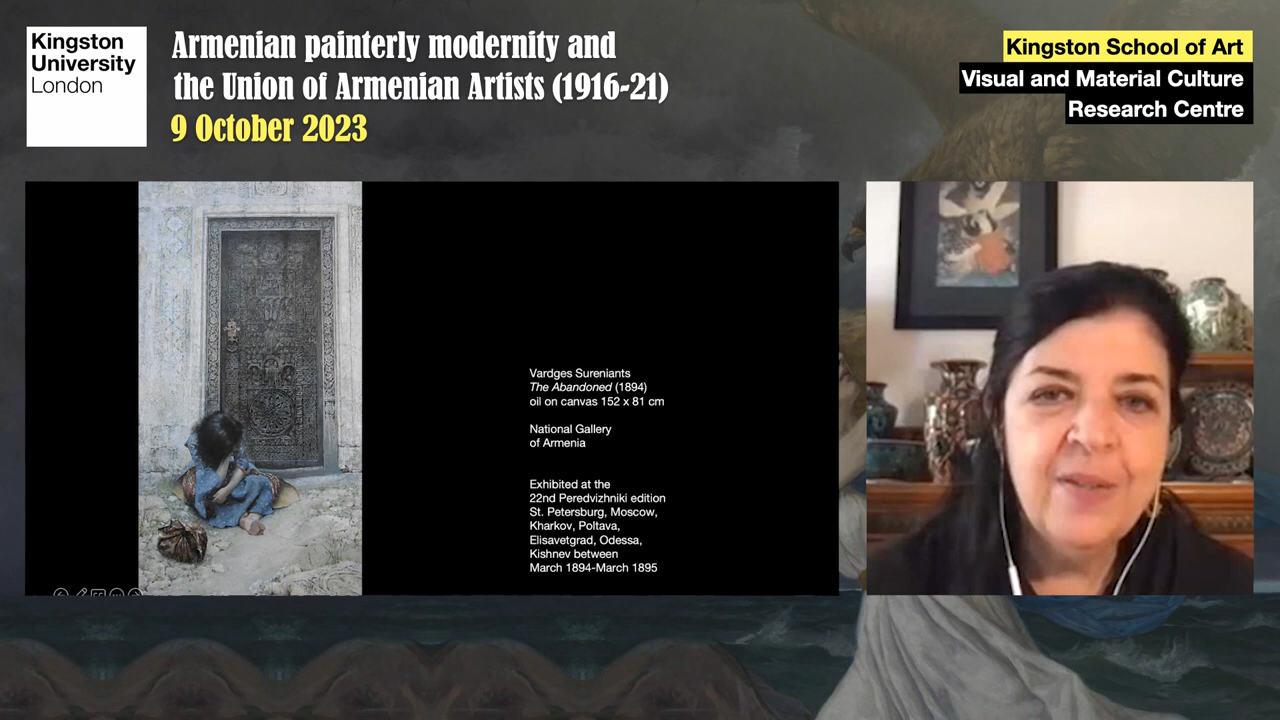 Kingston
University
London
Armenian painterly modernity and
the Union of Armenian Artists (1916-21)
9 October 2023
Kingston School of Art
Visual and Material Culture
Research Centre
Vardges Sureniants
The Abandoned (1894)
oil on canvas 152 x 81 cm
National Gallery
of Armenia
Exhibited at the
22nd Peredvizhniki edition
St. Petersburg, Moscow,
Kharkov, Poltava,
Elisavetgrad, Odessa,
Kishnev between
March 1894-March 1895